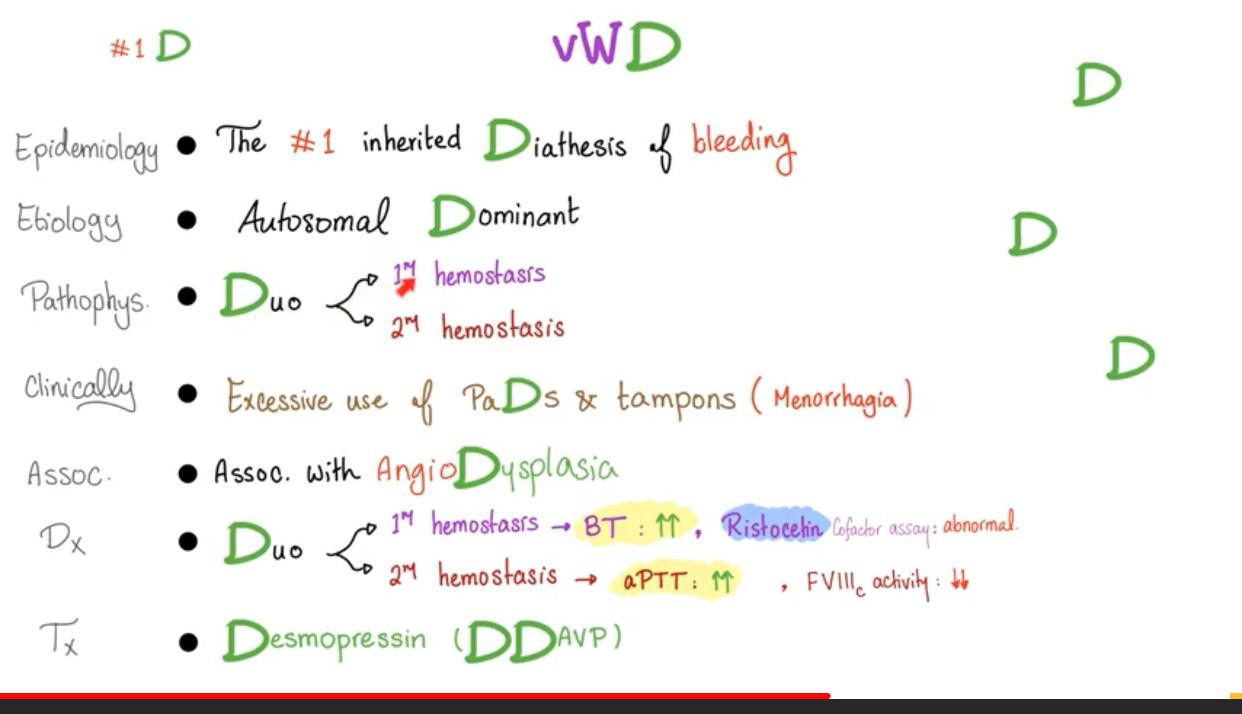 #1 D
vWD
D
Epidemiology ● The #1 inherited Diathesis of bleeding
Etiology ● Autosomal Dominant
D
Pathophys. ● Duo
1ry hemostasis
2ry hemostasis
D
Clinically ● Excessive use of PaDs & tampons (Menorrhagia)
Assoc. ● Assoc. with AngioDysplasia
Dx ● Duo
1ry hemostasis → BT : ↑↑ , Ristocetin Cofactor assay: abnormal.
2ry hemostasis → aPTT: ↑↑ , FVIIIc activity: ↓↓
Tx ● Desmopressin (DDAVP)